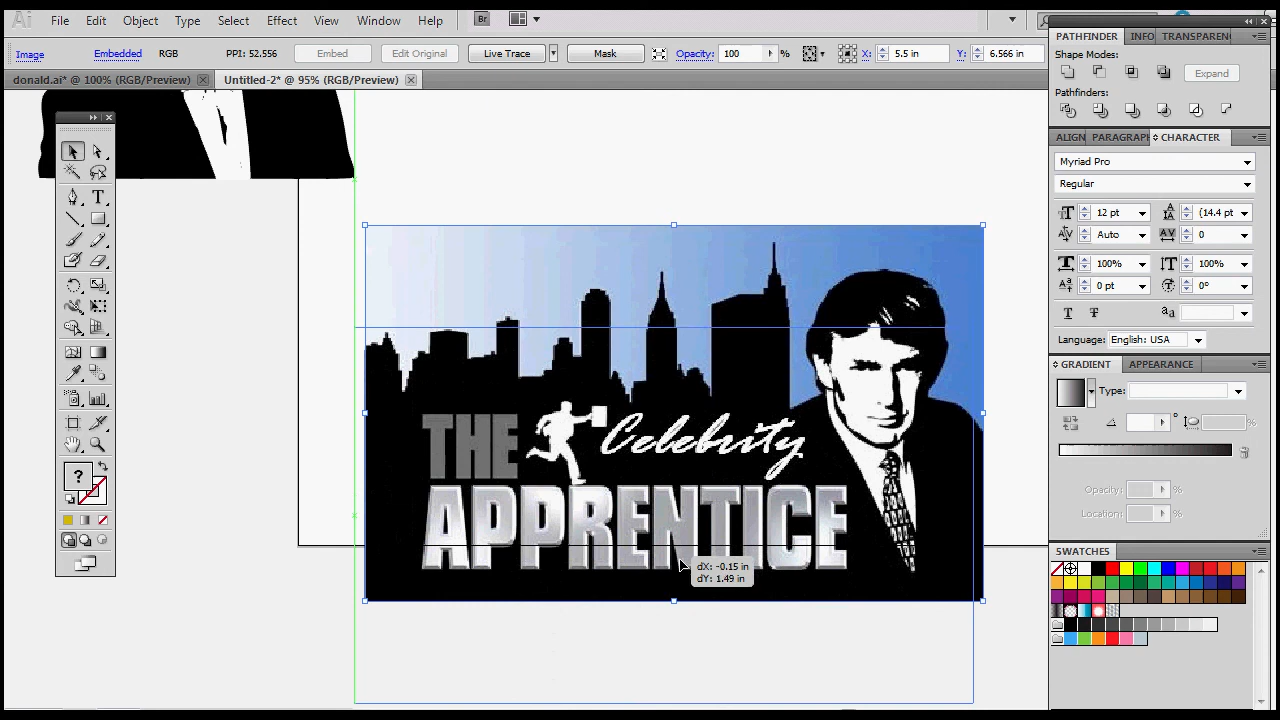 Ai File Edit Object Type Select Effect View Window Help Br
Image Embedded RGB PPI: 52.556 Embed Edit Original Live Trace Mask Opacity: 100 % X: 5.5 in Y: 6.566 in
donald.ai* @ 100% (RGB/Preview) Untitled-2* @ 95% (RGB/Preview)
PATHFINDER INFO TRANSPAREN
Shape Modes:
Expand
Pathfinders:
ALIGN PARAGRAPH CHARACTER
Myriad Pro
Regular
12 pt (14.4 pt
Auto 0
100% 100%
0 pt 0°
Language: English: USA
GRADIENT APPEARANCE
Type:
°
%
Opacity: %
Location: %
SWATCHES
THE Celebrity
APPRENTICE
dX: -0.15 in
dY: 1.49 in
?